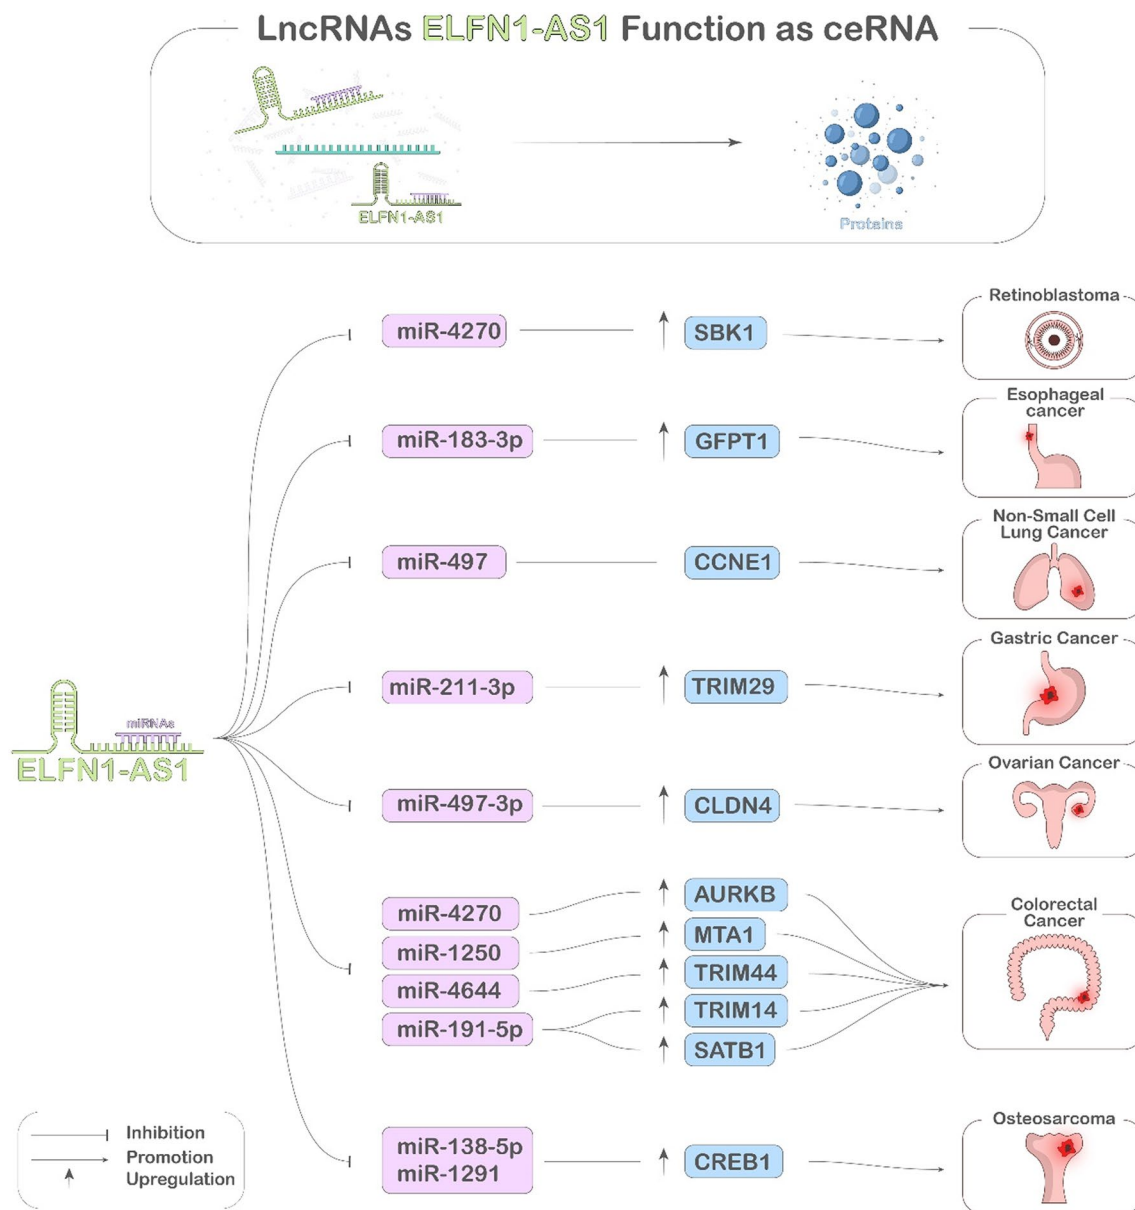 LncRNAs ELFN1-AS1 Function as ceRNA
ELFN1-AS1
Proteins
miR-4270
SBK1
Retinoblastoma
miR-183-3p
GFPT1
Esophageal
cancer
miR-497
CCNE1
Non-Small Cell
Lung Cancer
miR-211-3p
TRIM29
Gastric Cancer
miRNAs
ELFN1-AS1
miR-497-3p
CLDN4
Ovarian Cancer
miR-4270
miR-1250
miR-4644
miR-191-5p
AURKB
MTA1
TRIM44
TRIM14
SATB1
Colorectal
Cancer
miR-138-5p
miR-1291
CREB1
Osteosarcoma
Inhibition
Promotion
Upregulation